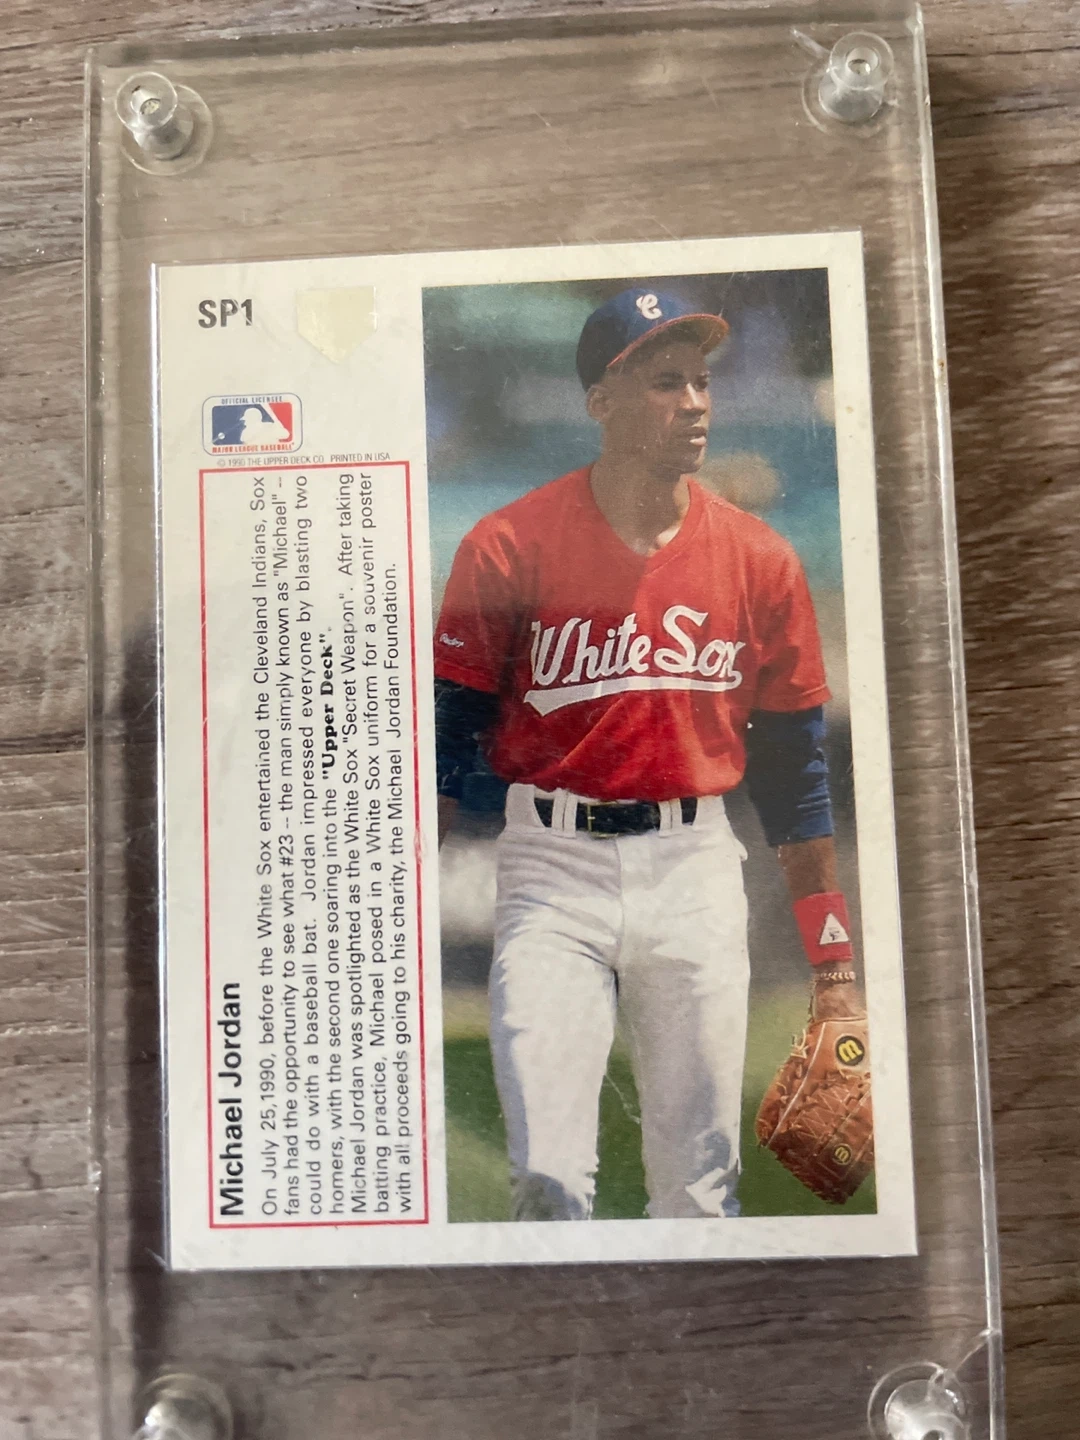 SP1
OFFICIAL LICENSEE
MAJOR LEAGUE BASEBALL
© 1990 THE UPPER DECK CO. PRINTED IN USA
Michael Jordan
On July 25, 1990, before the White Sox entertained the Cleveland Indians, Sox
fans had the opportunity to see what #23 -- the man simply known as "Michael" --
could do with a baseball bat. Jordan impressed everyone by blasting two
homers, with the second one soaring into the "Upper Deck".
Michael Jordan was spotlighted as the White Sox "Secret Weapon". After taking
batting practice, Michael posed in a White Sox uniform for a souvenir poster
with all proceeds going to his charity, the Michael Jordan Foundation.
C
White Sox
m
m